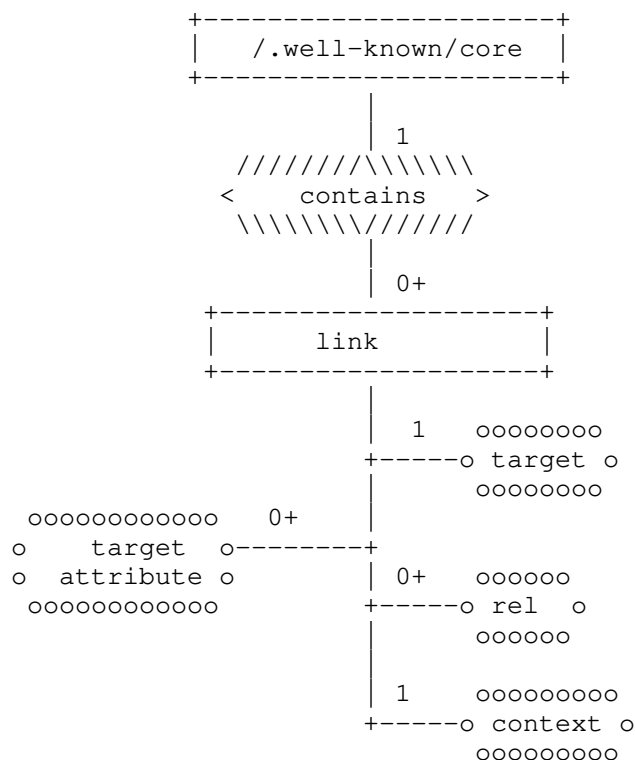 /.well-known/core
1
contains
0+
link
1
target
0+
target
attribute
0+
rel
1
context